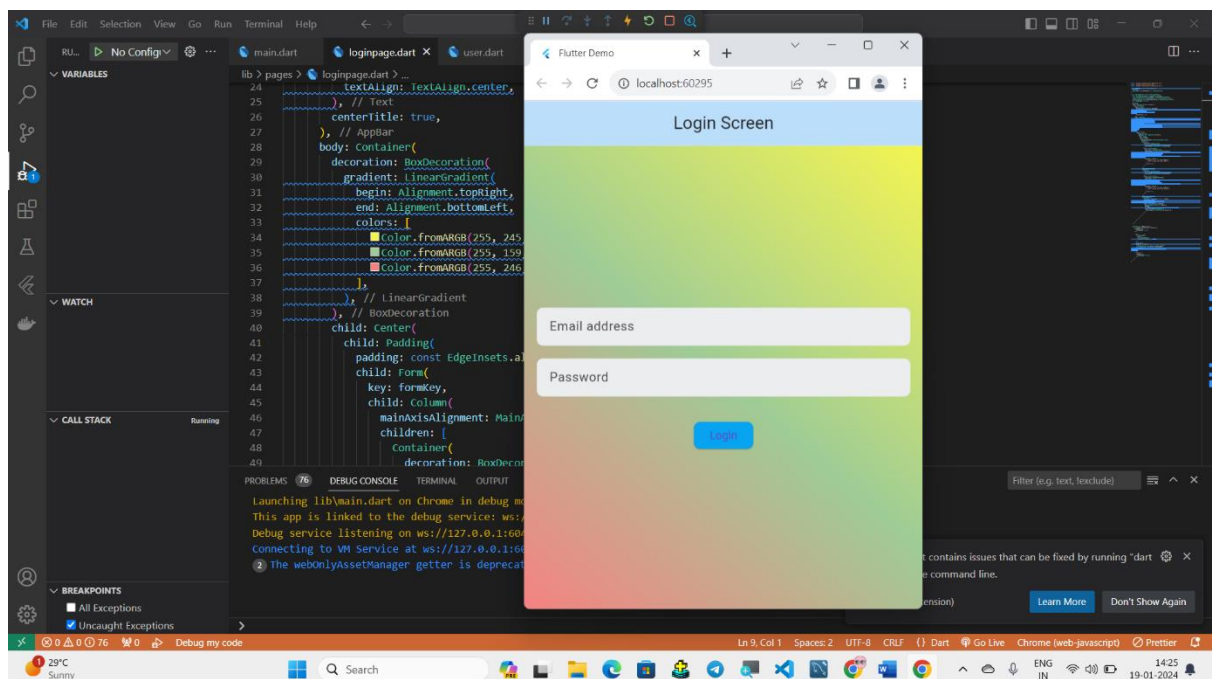 File Edit Selection View Go Run Terminal Help
RU... No Config
main.dart
loginpage.dart
user.dart
VARIABLES
lib > pages > loginpage.dart > ...
24 textAlign: TextAlign.center,
25 ), // Text
26 centerTitle: true,
27 ), // AppBar
28 body: Container(
29 decoration: BoxDecoration(
30 gradient: LinearGradient(
31 begin: Alignment.topRight,
32 end: Alignment.bottomLeft,
33 colors: [
34 Color.fromARGB(255, 245
35 Color.fromARGB(255, 159
36 Color.fromARGB(255, 246
37 ],
38 ), // LinearGradient
39 ), // BoxDecoration
40 child: Center(
41 child: Padding(
42 padding: const EdgeInsets.al
43 child: Form(
44 key: formKey,
45 child: Column(
46 mainAxisAlignment: Main
47 children: [
48 Container(
49 decoration: BoxDecor
WATCH
CALL STACK Running
BREAKPOINTS
All Exceptions
Uncaught Exceptions
Flutter Demo
localhost:60295
Login Screen
Email address
Password
Login
PROBLEMS 76 DEBUG CONSOLE TERMINAL OUTPUT
Filter (e.g. text, !exclude)
Launching lib\main.dart on Chrome in debug mo
This app is linked to the debug service: ws:/
Debug service listening on ws://127.0.0.1:604
Connecting to VM Service at ws://127.0.0.1:60
2 The webOnlyAssetManager getter is deprecat
t contains issues that can be fixed by running "dart
e command line.
ension)
Learn More
Don't Show Again
0 0 76 0 Debug my code
Ln 9, Col 1 Spaces: 2 UTF-8 CRLF {} Dart Go Live Chrome (web-javascript) Prettier
29°C
Sunny
Search
ENG
IN
14:25
19-01-2024